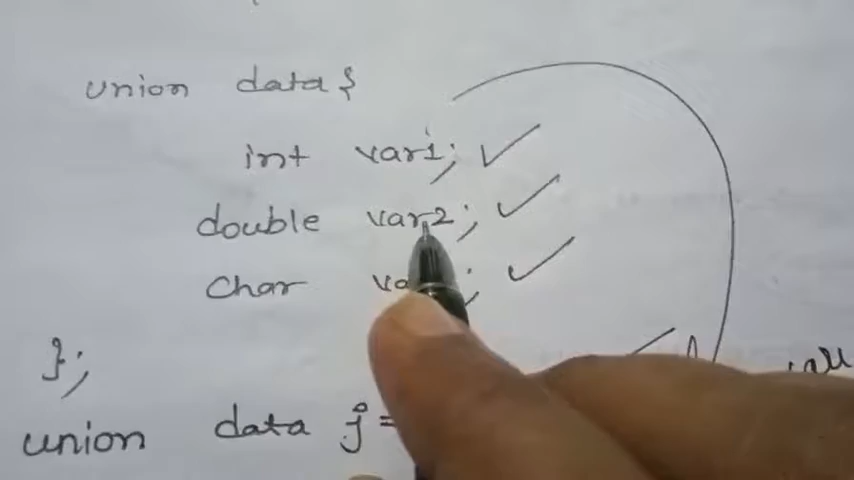 union data {
int var1;
double var2;
char
};
union data j=